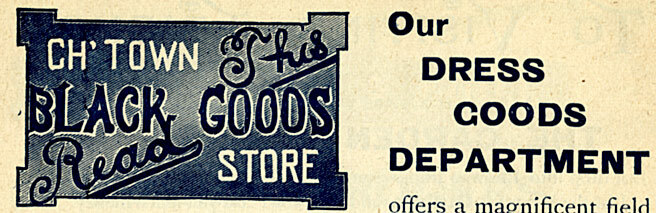 CH'TOWN This
BLACK GOODS
Read STORE
Our
DRESS
GOODS
DEPARTMENT
offers a magnificent field